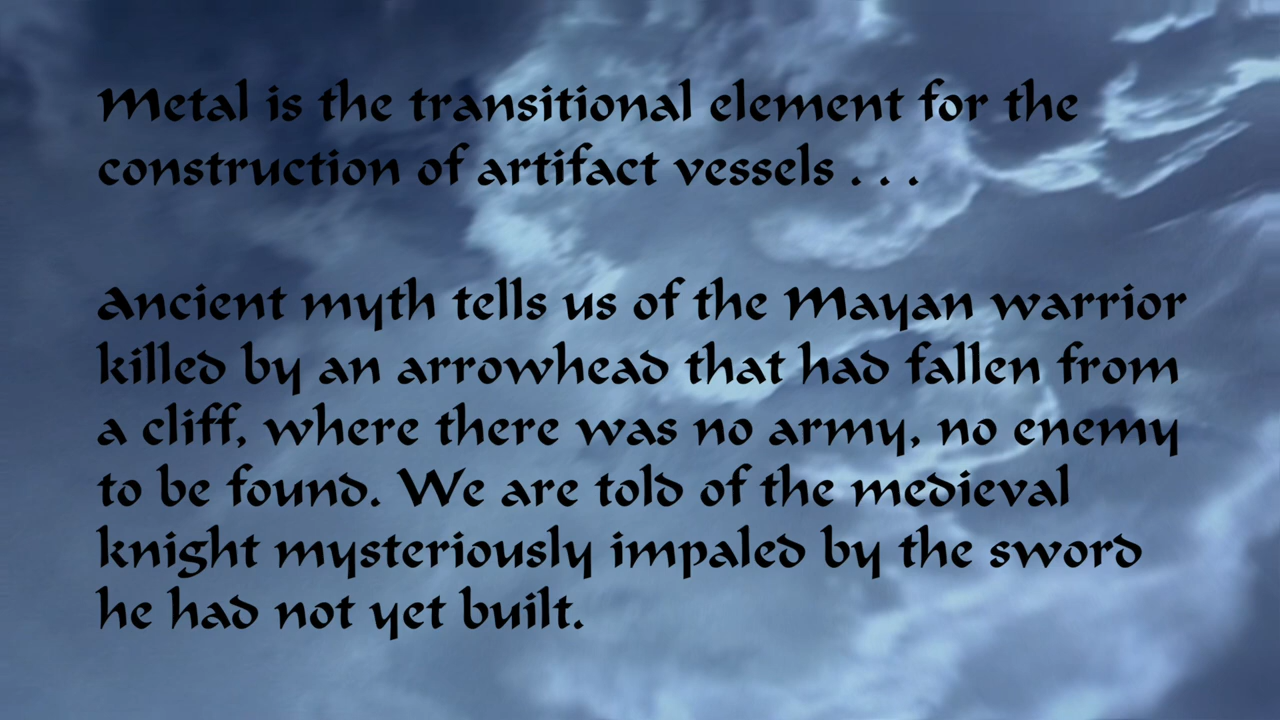 Metal is the transitional element for the
construction of artifact vessels . . .
Ancient myth tells us of the Mayan warrior
killed by an arrowhead that had fallen from
a cliff, where there was no army, no enemy
to be found. We are told of the medieval
knight mysteriously impaled by the sword
he had not yet built.